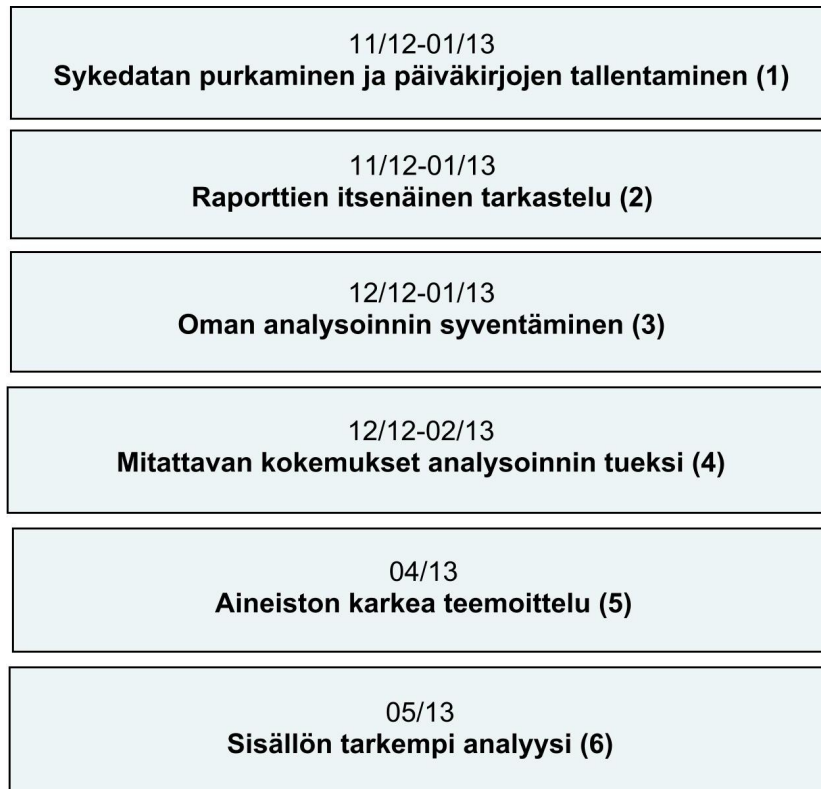 11/12-01/13
Sykedatan purkaminen ja päiväkirjojen tallentaminen (1)
11/12-01/13
Raporttien itsenäinen tarkastelu (2)
12/12-01/13
Oman analysoinnin syventäminen (3)
12/12-02/13
Mitattavan kokemukset analysoinnin tueksi (4)
04/13
Aineiston karkea teemoittelu (5)
05/13
Sisällön tarkempi analyysi (6)